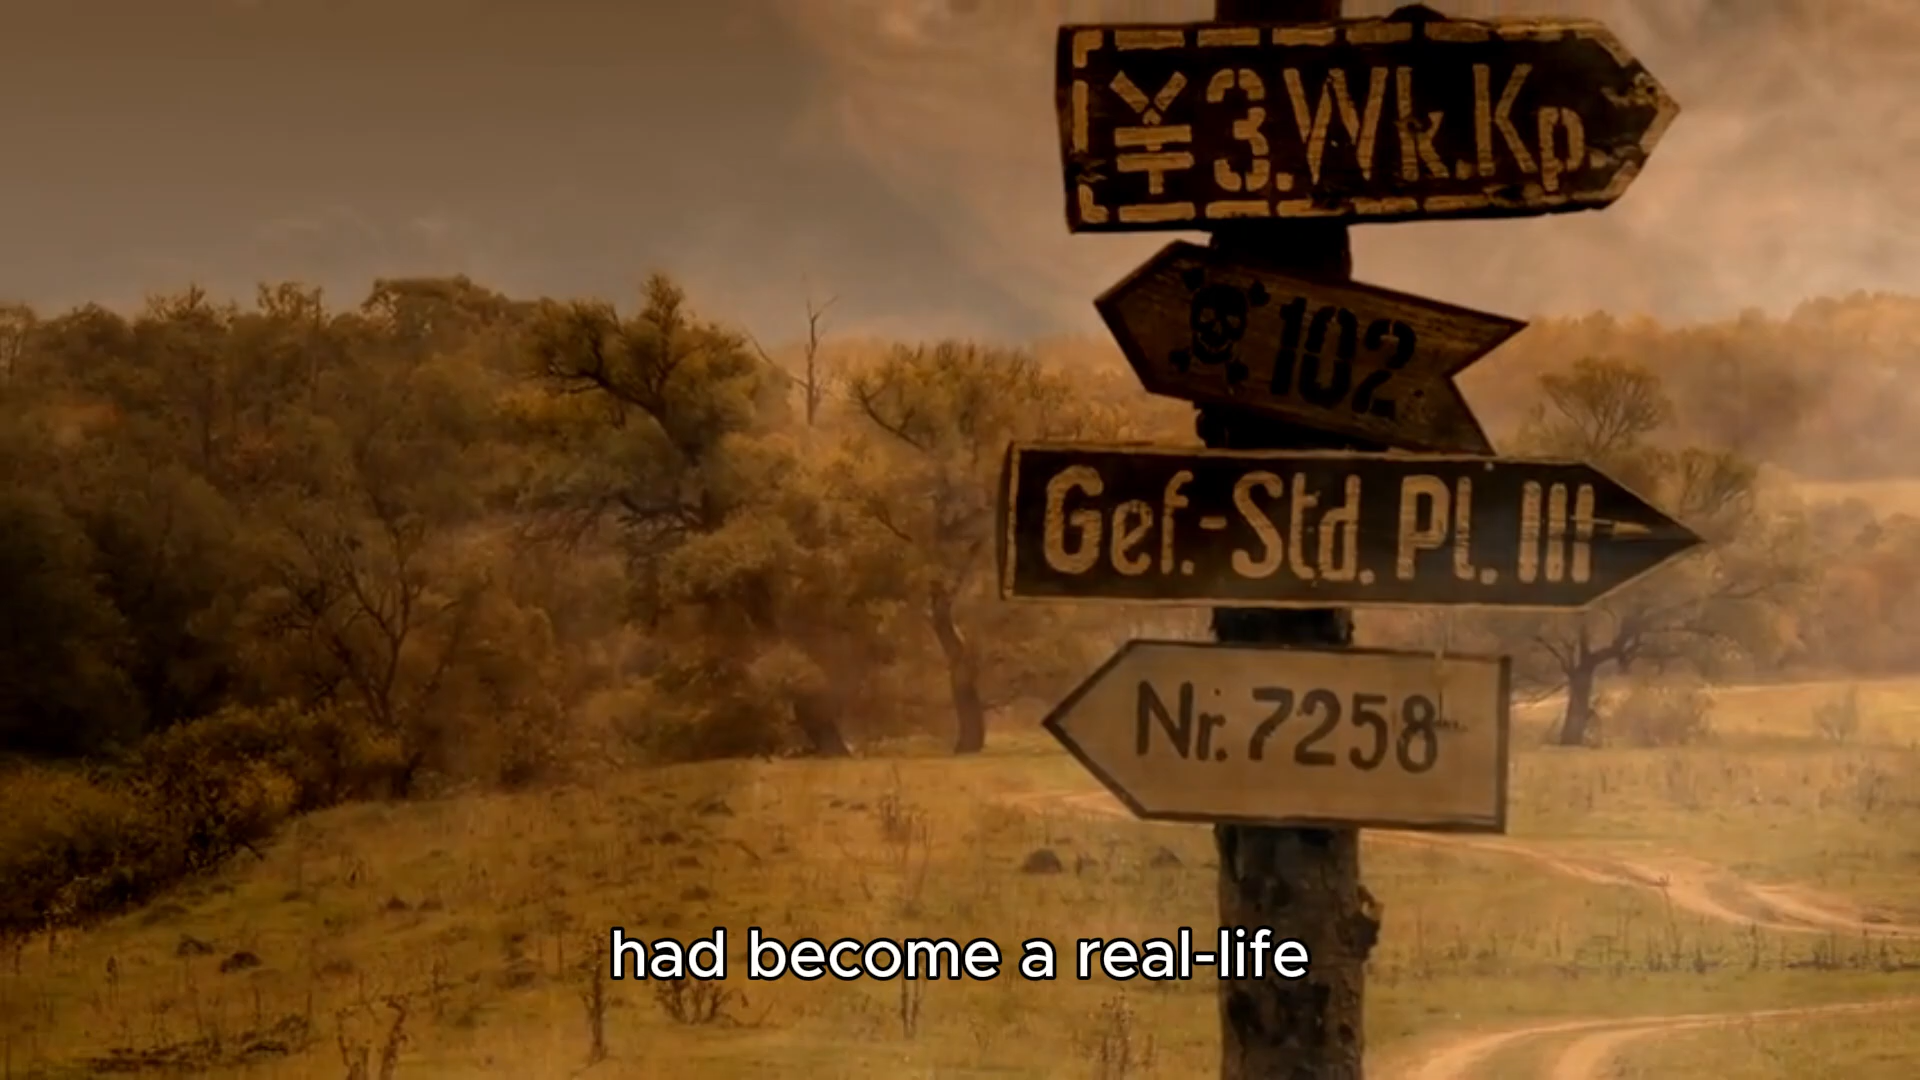 3.Wk.Kp.
102
Gef.-Std. Pl. III
Nr. 7258
had become a real-life